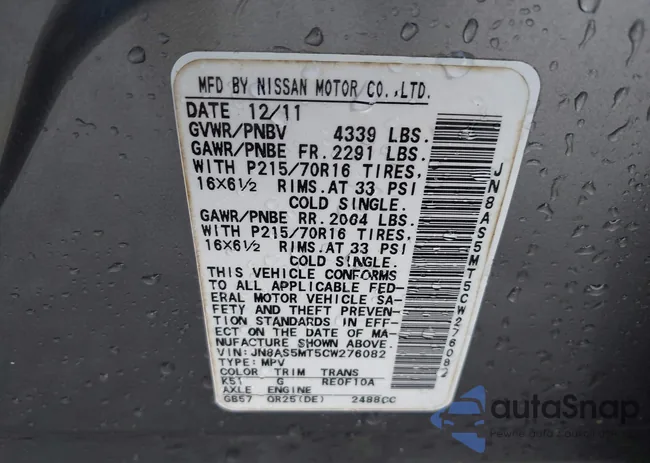 MFD BY NISSAN MOTOR CO.,LTD.
DATE 12/11
GVWR/PNBV 4339 LBS.
GAWR/PNBE FR. 2291 LBS.
WITH P215/70R16 TIRES,
16X6½ RIMS.AT 33 PSI
COLD SINGLE.
GAWR/PNBE RR. 2064 LBS.
WITH P215/70R16 TIRES,
16X6½ RIMS.AT 33 PSI
COLD SINGLE.
THIS VEHICLE CONFORMS
TO ALL APPLICABLE FED-
ERAL MOTOR VEHICLE SA-
FETY AND THEFT PREVEN-
TION STANDARDS IN EFF-
ECT ON THE DATE OF MA-
NUFACTURE SHOWN ABOVE.
VIN: JN8AS5MT5CW276082
TYPE: MPV
COLOR TRIM TRANS
K51 G RE0F10A
AXLE ENGINE
GB57 QR25(DE) 2488CC
JN8AS5MT5CW276082
autoSnap
Pewne auto z